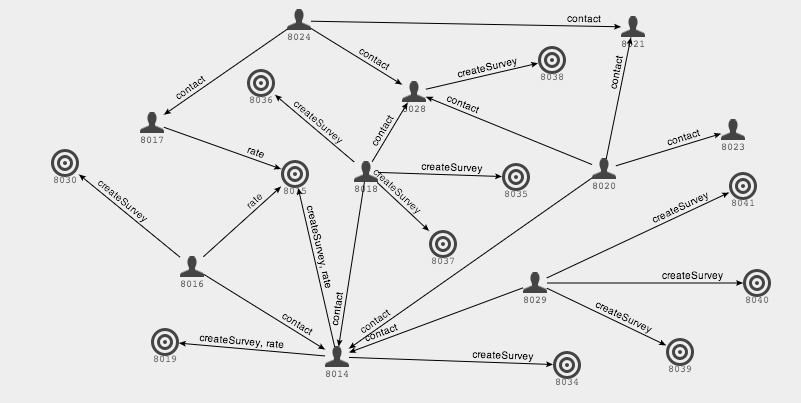 contact
8024
8021
contact
createSurvey
8038
contact
contact
8036
8028
contact
createSurvey
contact
8017
rate
contact
8023
8030
createSurvey
8018
createSurvey
8020
createSurvey
rate
createSurvey
8035
createSurvey
8041
createSurvey, rate
8037
8016
contact
contact
8029
createSurvey
8040
contact
contact
createSurvey
createSurvey, rate
8019
8014
createSurvey
8034
8039